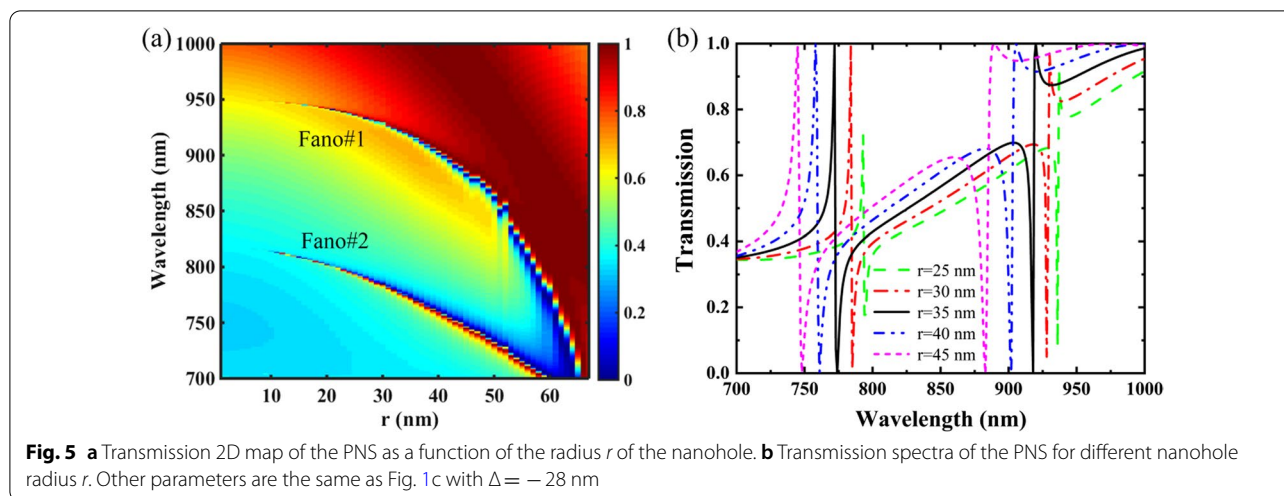 (a)
1000
950
900
850
800
750
700
Wavelength (nm)
Fano#1
Fano#2
10 20 30 40 50 60
r (nm)
1
0.8
0.6
0.4
0.2
0
(b)
1.0
0.8
0.6
0.4
0.2
0.0
Transmission
r=25 nm
r=30 nm
r=35 nm
r=40 nm
r=45 nm
700 750 800 850 900 950 1000
Wavelength (nm)
Fig. 5 a Transmission 2D map of the PNS as a function of the radius r of the nanohole. b Transmission spectra of the PNS for different nanohole
radius r. Other parameters are the same as Fig. 1c with Δ = − 28 nm